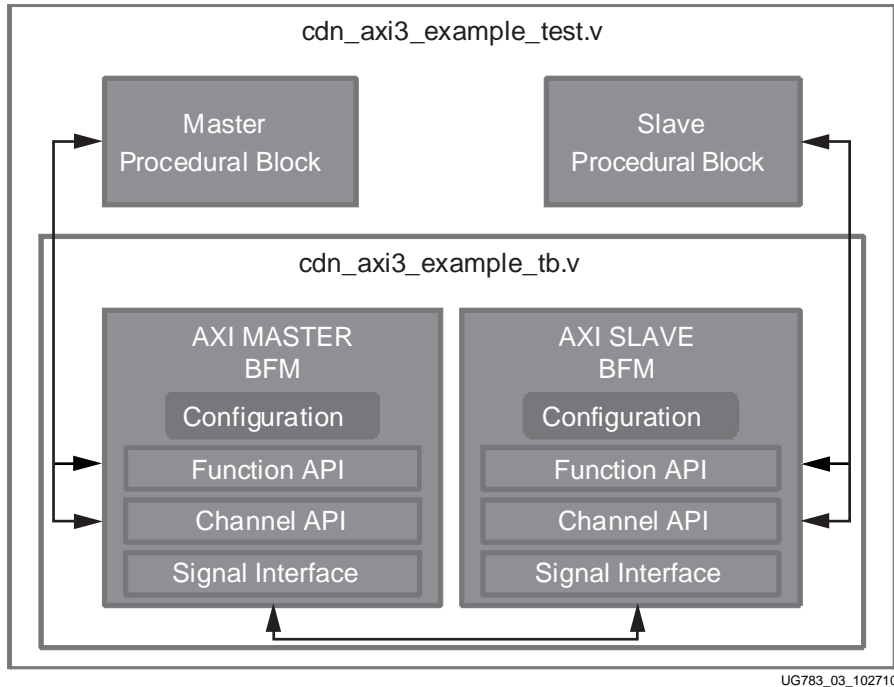 cdn_axi3_example_test.v
Master
Procedural Block
Slave
Procedural Block
cdn_axi3_example_tb.v
AXI MASTER
BFM
Configuration
Function API
Channel API
Signal Interface
AXI SLAVE
BFM
Configuration
Function API
Channel API
Signal Interface
UG783_03_102710